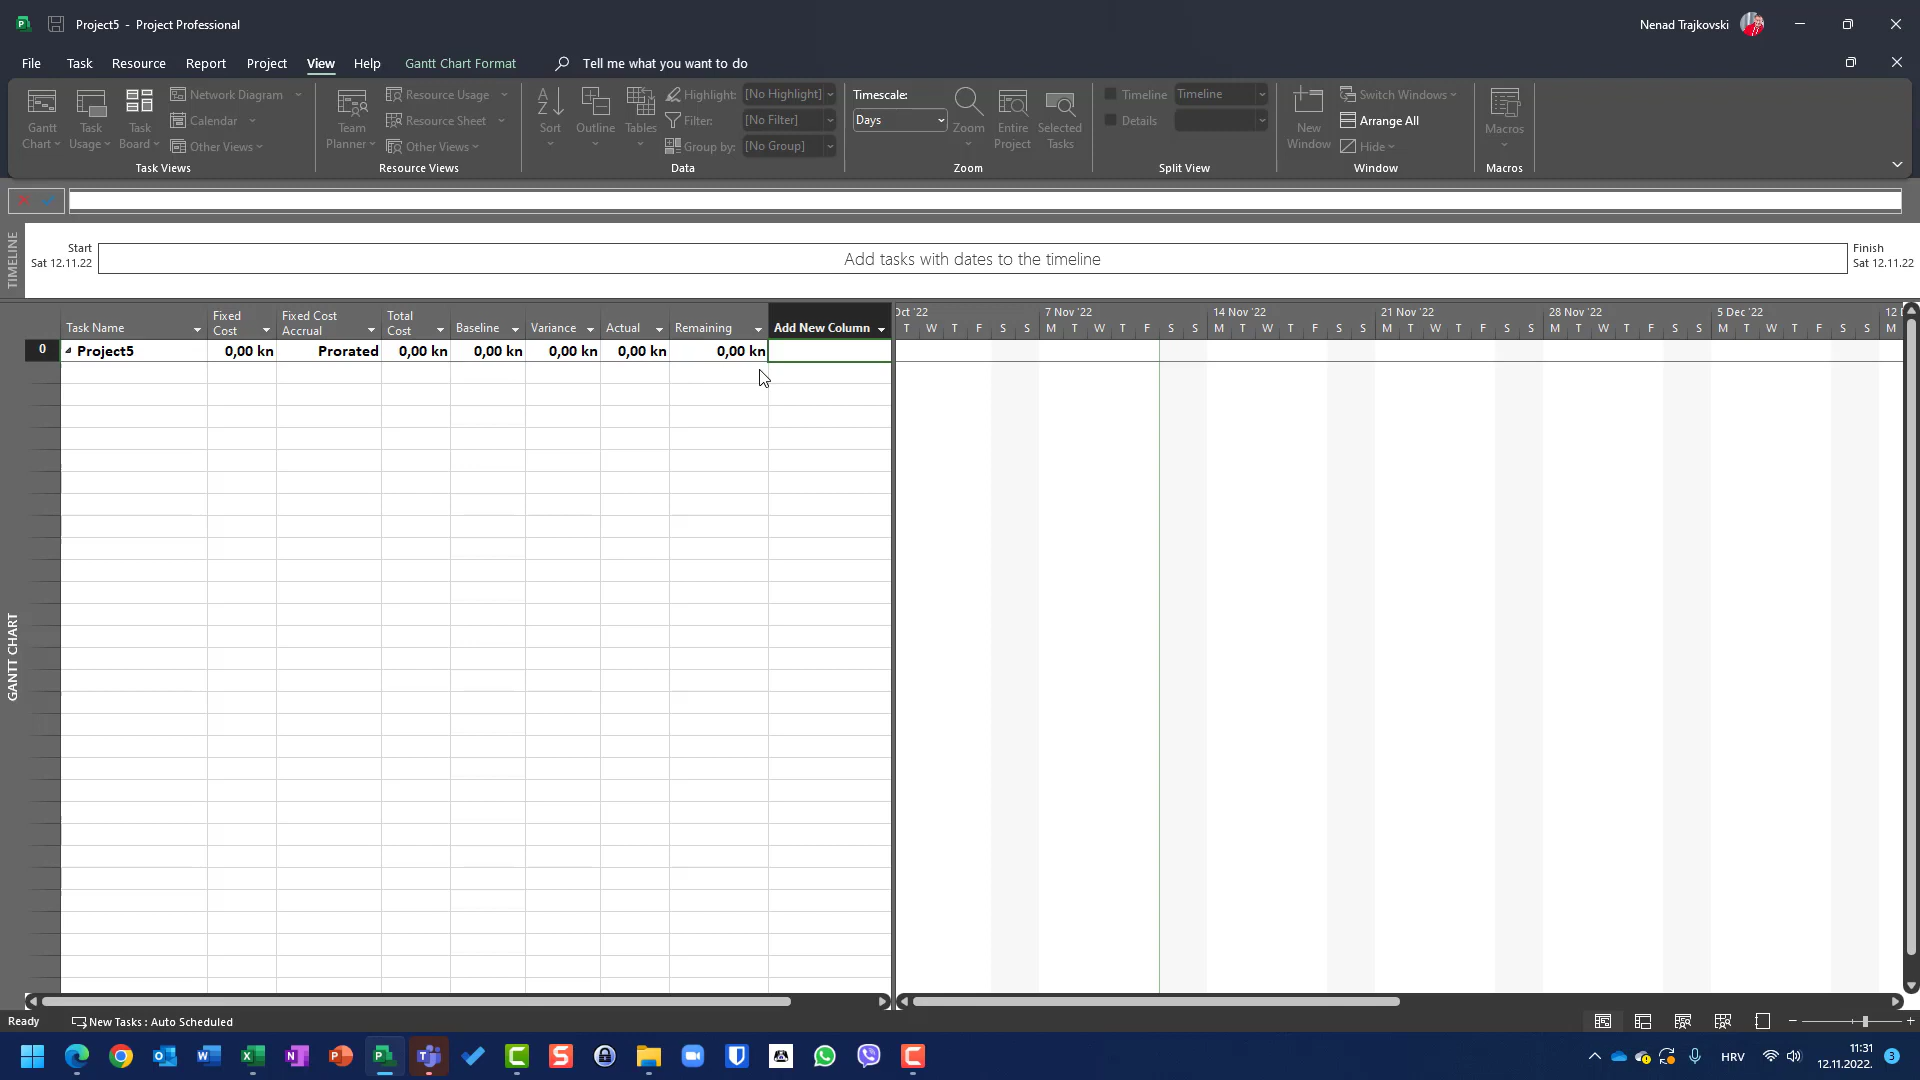 Project5 - Project Professional
Nenad Trajkovski
File Task Resource Report Project View Help Gantt Chart Format Tell me what you want to do
Gantt Chart
Task Usage
Task Board
Network Diagram
Calendar
Other Views
Task Views
Team Planner
Resource Usage
Resource Sheet
Other Views
Resource Views
Sort
Outline
Tables
Highlight: [No Highlight]
Filter: [No Filter]
Group by: [No Group]
Data
Timescale:
Days
Zoom
Entire Project
Selected Tasks
Zoom
Timeline Timeline
Details
Split View
New Window
Switch Windows
Arrange All
Hide
Window
Macros
Macros
TIMELINE
Start
Sat 12.11.22
Add tasks with dates to the timeline
Finish
Sat 12.11.22
Task Name Fixed Cost Fixed Cost Accrual Total Cost Baseline Variance Actual Remaining Add New Column
Oct '22 7 Nov '22 14 Nov '22 21 Nov '22 28 Nov '22 5 Dec '22 12
T W T F S S M T W T F S S M T W T F S S M T W T F S S M T W T F S S M T W T F S S M
0 Project5 0,00 kn Prorated 0,00 kn 0,00 kn 0,00 kn 0,00 kn 0,00 kn
GANTT CHART
Ready New Tasks : Auto Scheduled
HRV
11:31
12.11.2022.
3